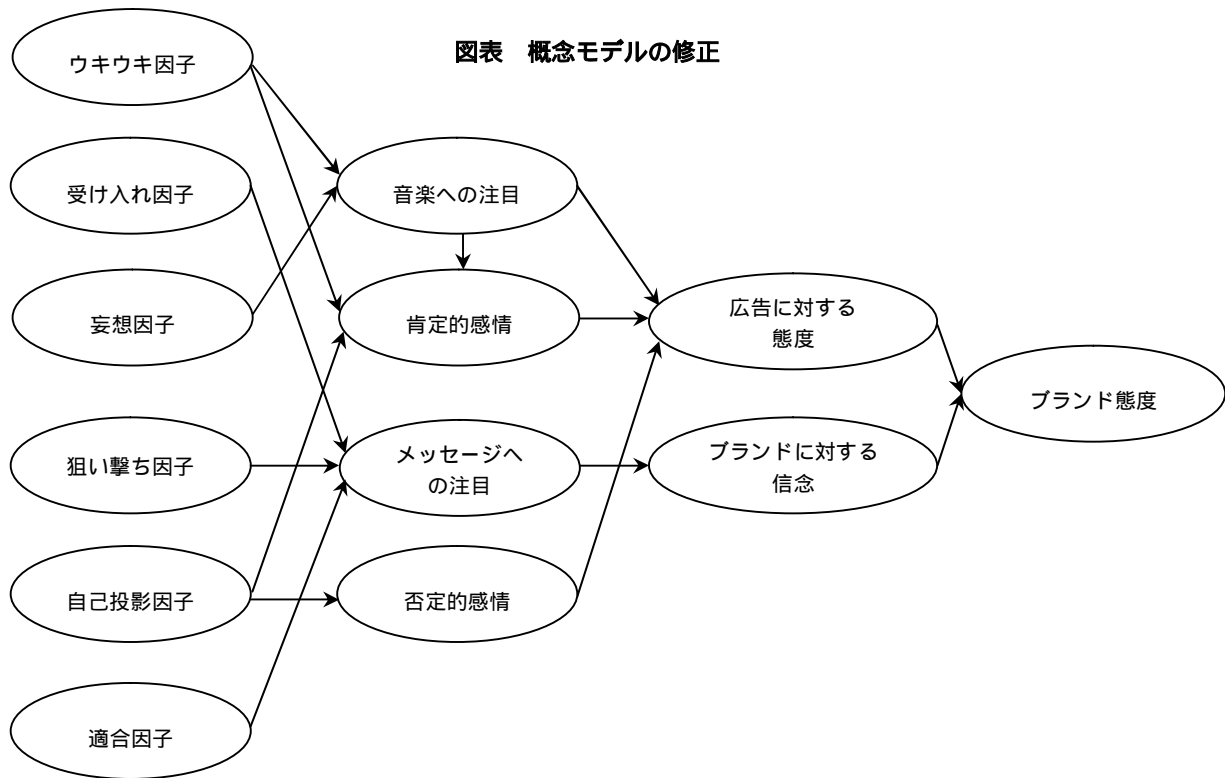 図表　概念モデルの修正
ウキウキ因子
受け入れ因子
妄想因子
狙い撃ち因子
自己投影因子
適合因子
音楽への注目
肯定的感情
メッセージへ
の注目
否定的感情
広告に対する
態度
ブランドに対する
信念
ブランド態度